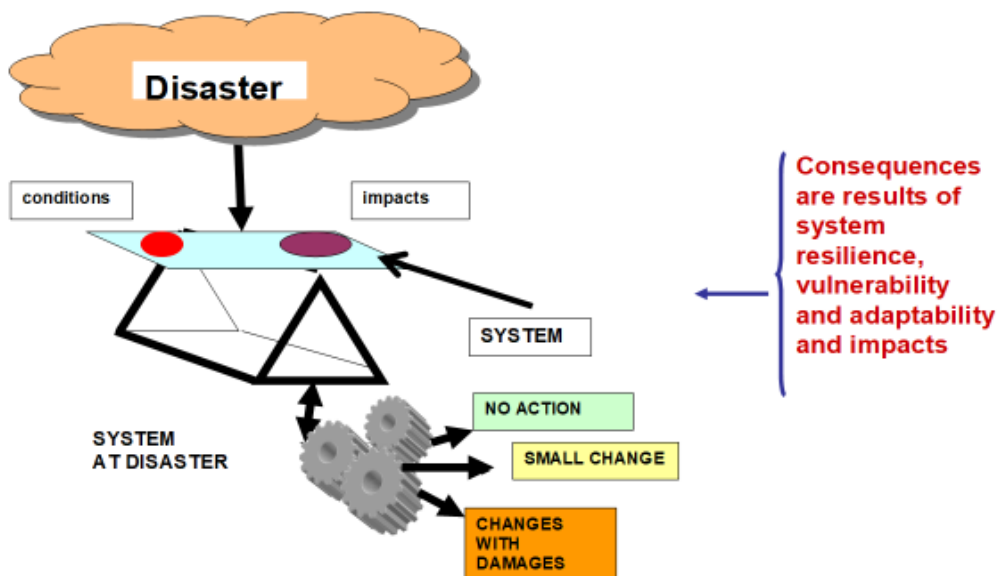 Disaster
conditions
impacts
Consequences
are results of
system
resilience,
vulnerability
and adaptability
and impacts
SYSTEM
SYSTEM
AT DISASTER
NO ACTION
SMALL CHANGE
CHANGES
WITH
DAMAGES